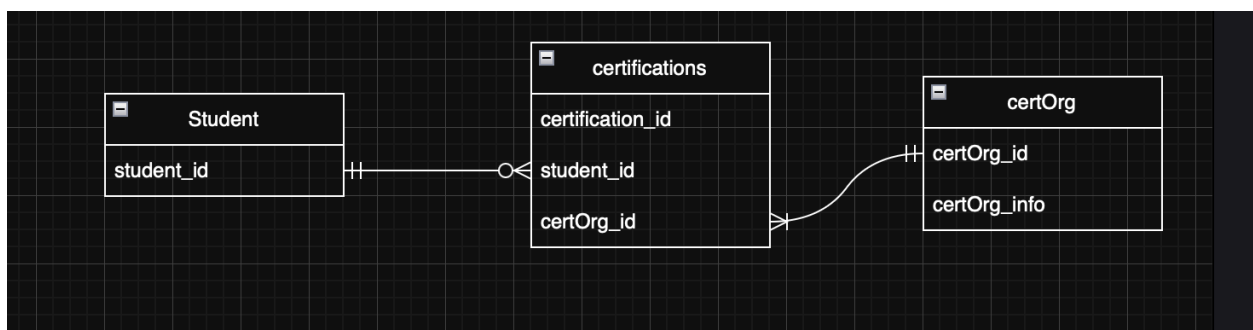 Student
student_id
certifications
certification_id
student_id
certOrg_id
certOrg
certOrg_id
certOrg_info